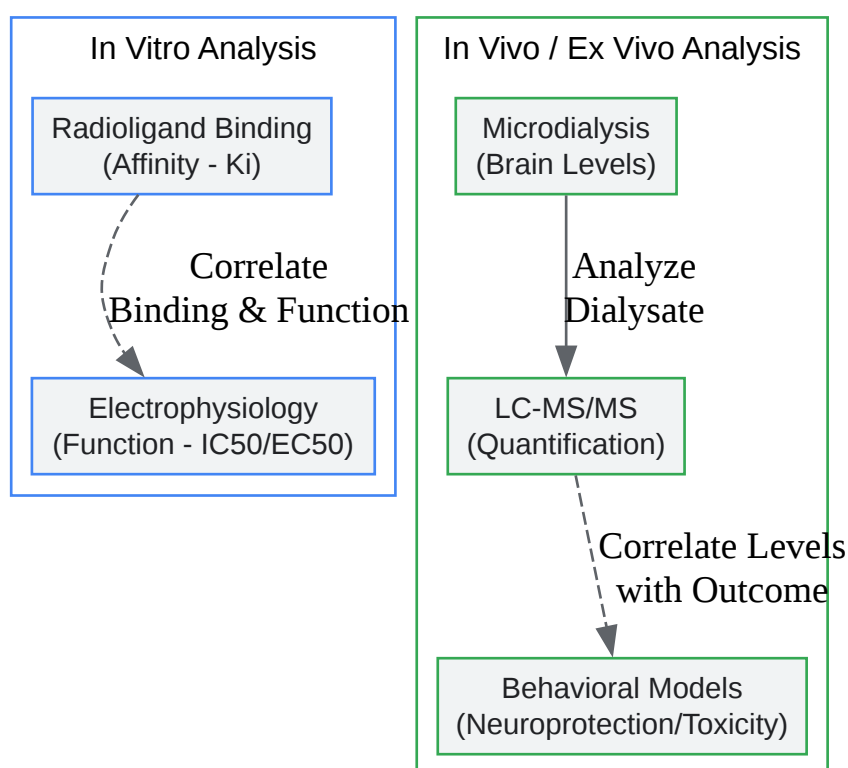 In Vitro Analysis
Radioligand Binding
(Affinity - Ki)
Correlate
Binding & Function
Electrophysiology
(Function - IC50/EC50)
In Vivo / Ex Vivo Analysis
Microdialysis
(Brain Levels)
Analyze
Dialysate
LC-MS/MS
(Quantification)
Correlate Levels
with Outcome
Behavioral Models
(Neuroprotection/Toxicity)